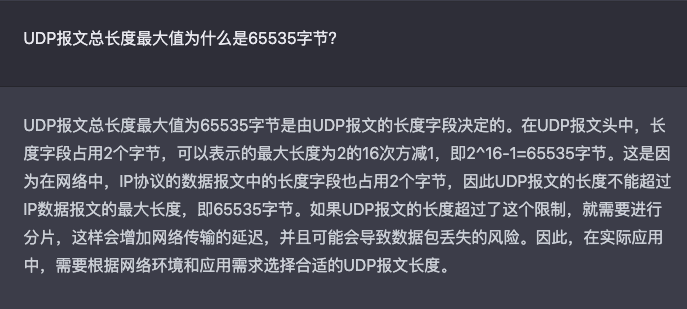 UDP报文总长度最大值为什么是65535字节?
UDP报文总长度最大值为65535字节是由UDP报文的长度字段决定的。在UDP报文头中，长
度字段占用2个字节，可以表示的最大长度为2的16次方减1，即2^16-1=65535字节。这是因
为在网络中，IP协议的数据报文中的长度字段也占用2个字节，因此UDP报文的长度不能超过
IP数据报文的最大长度，即65535字节。如果UDP报文的长度超过了这个限制，就需要进行
分片，这样会增加网络传输的延迟，并且可能会导致数据包丢失的风险。因此，在实际应用
中，需要根据网络环境和应用需求选择合适的UDP报文长度。